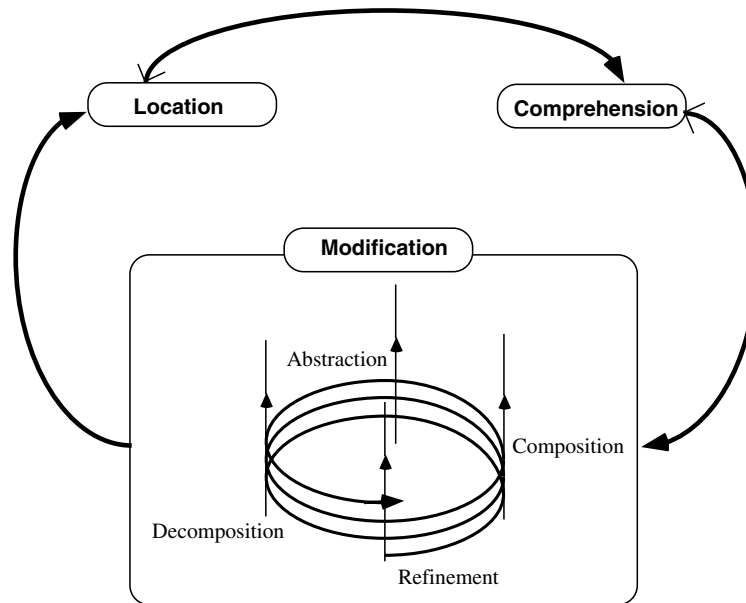 Location
Comprehension
Modification
Abstraction
Composition
Decomposition
Refinement